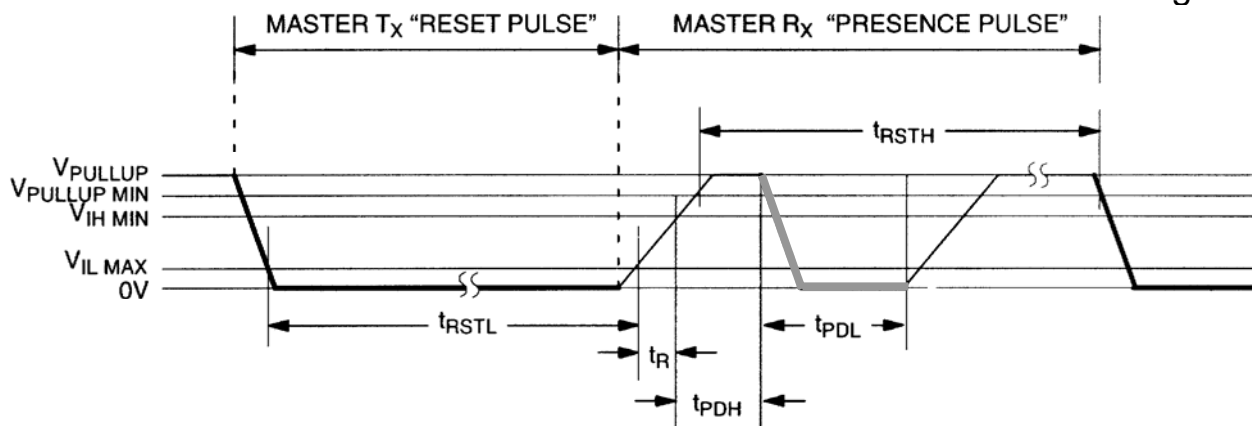 MASTER TX “RESET PULSE” MASTER RX “PRESENCE PULSE”
tRSTH
VPULLUP
VPULLUP MIN
VIH MIN
VIL MAX
0V
tRSTL
tPDL
tR
tPDH